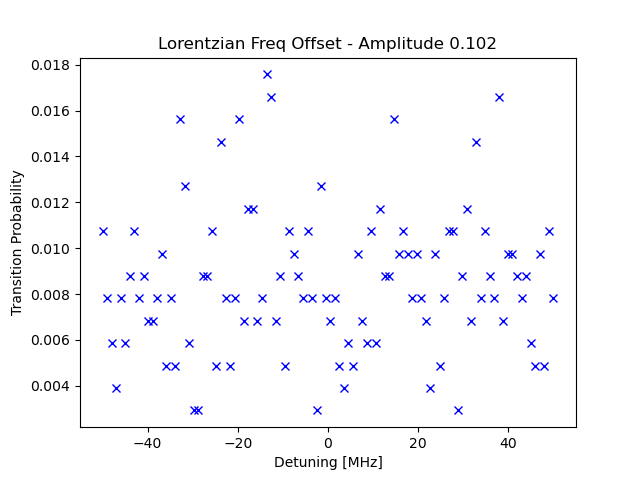 Lorentzian Freq Offset - Amplitude 0.102
0.018
0.016
0.014
0.012
0.010
0.008
0.006
0.004
Transition Probability
−40 −20 0 20 40
Detuning [MHz]